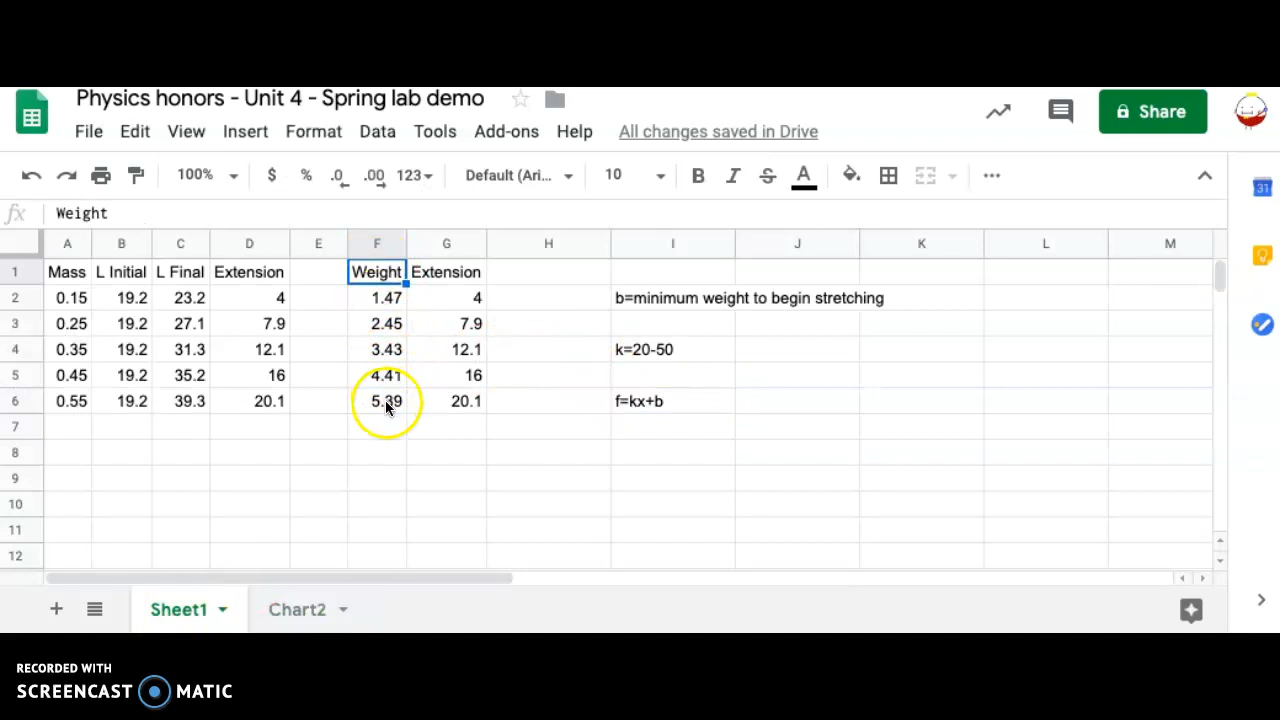 Physics honors - Unit 4 - Spring lab demo
File Edit View Insert Format Data Tools Add-ons Help All changes saved in Drive
Share
100% $ % .0 .00 123 Default (Ari... 10 B I S A ...
31
fx Weight
A B C D E F G H I J K L M
1 Mass L Initial L Final Extension Weight Extension
2 0.15 19.2 23.2 4 1.47 4 b=minimum weight to begin stretching
3 0.25 19.2 27.1 7.9 2.45 7.9
4 0.35 19.2 31.3 12.1 3.43 12.1 k=20-50
5 0.45 19.2 35.2 16 4.41 16
6 0.55 19.2 39.3 20.1 5.39 20.1 f=kx+b
7
8
9
10
11
12
Sheet1 Chart2
RECORDED WITH
SCREENCAST MATIC